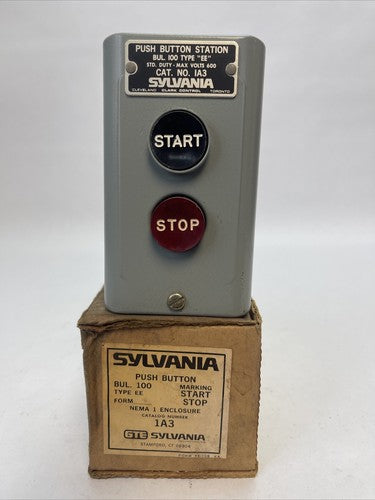 PUSH BUTTON STATION
BUL. 100 TYPE "EE"
STD. DUTY - MAX VOLTS 600
CAT. NO. 1A3
SYLVANIA
CLEVELAND CLARK CONTROL TORONTO
START
STOP
SYLVANIA
PUSH BUTTON
BUL. 100 MARKING
TYPE EE START
FORM STOP
NEMA 1 ENCLOSURE
CATALOG NUMBER
1A3
GTE SYLVANIA
STAMFORD, CT 06904